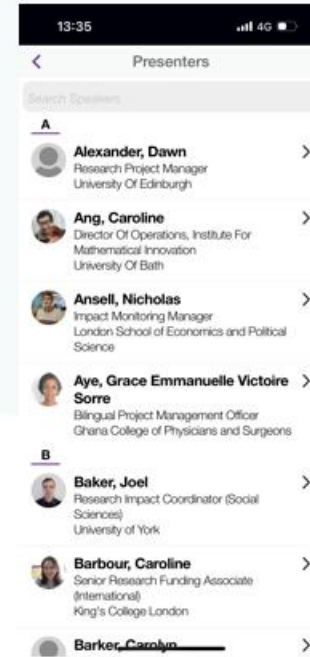 13:35
4G
Presenters
Search Speakers
A
Alexander, Dawn
Research Project Manager
University Of Edinburgh
Ang, Caroline
Director Of Operations, Institute For
Mathematical Innovation
University Of Bath
Ansell, Nicholas
Impact Monitoring Manager
London School of Economics and Political
Science
Aye, Grace Emmanuelle Victoire
Sorre
Bilingual Project Management Officer
Ghana College of Physicians and Surgeons
B
Baker, Joel
Research Impact Coordinator (Social
Sciences)
University of York
Barbour, Caroline
Senior Research Funding Associate
(International)
King's College London
Barker, Carolyn